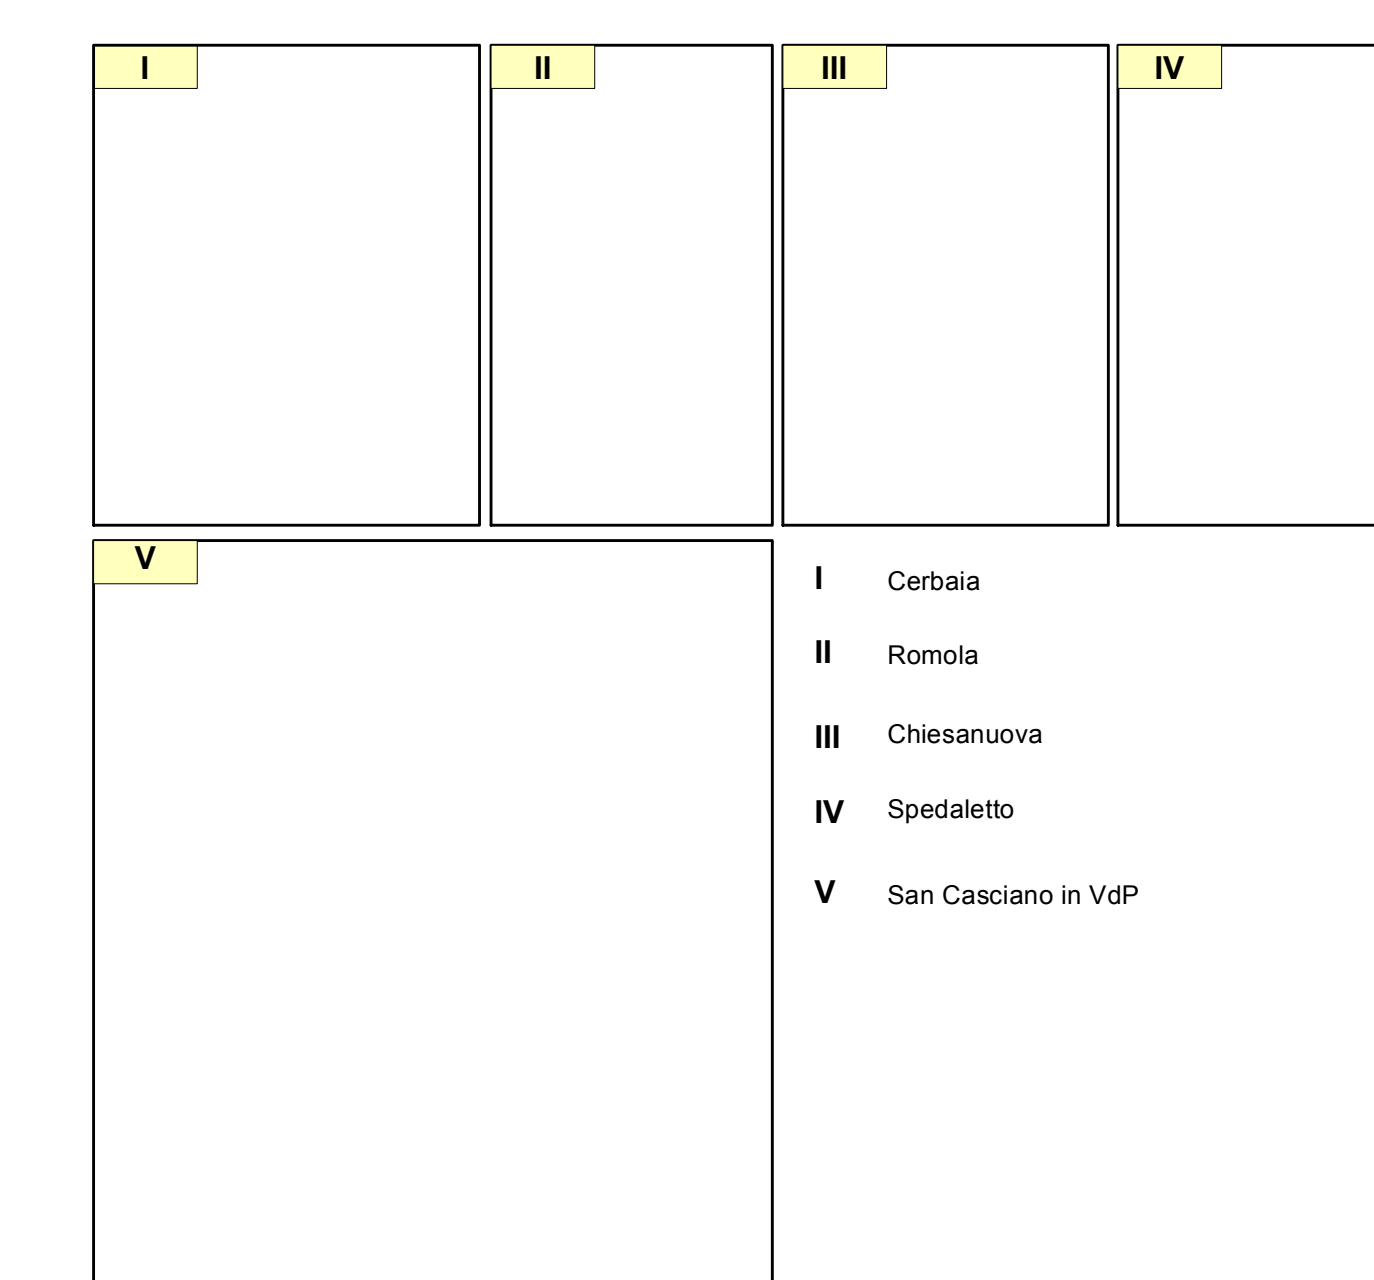 I II III IV
V
I Cerbaia
II Romola
III Chiesanuova
IV Spedaletto
V San Casciano in VdP